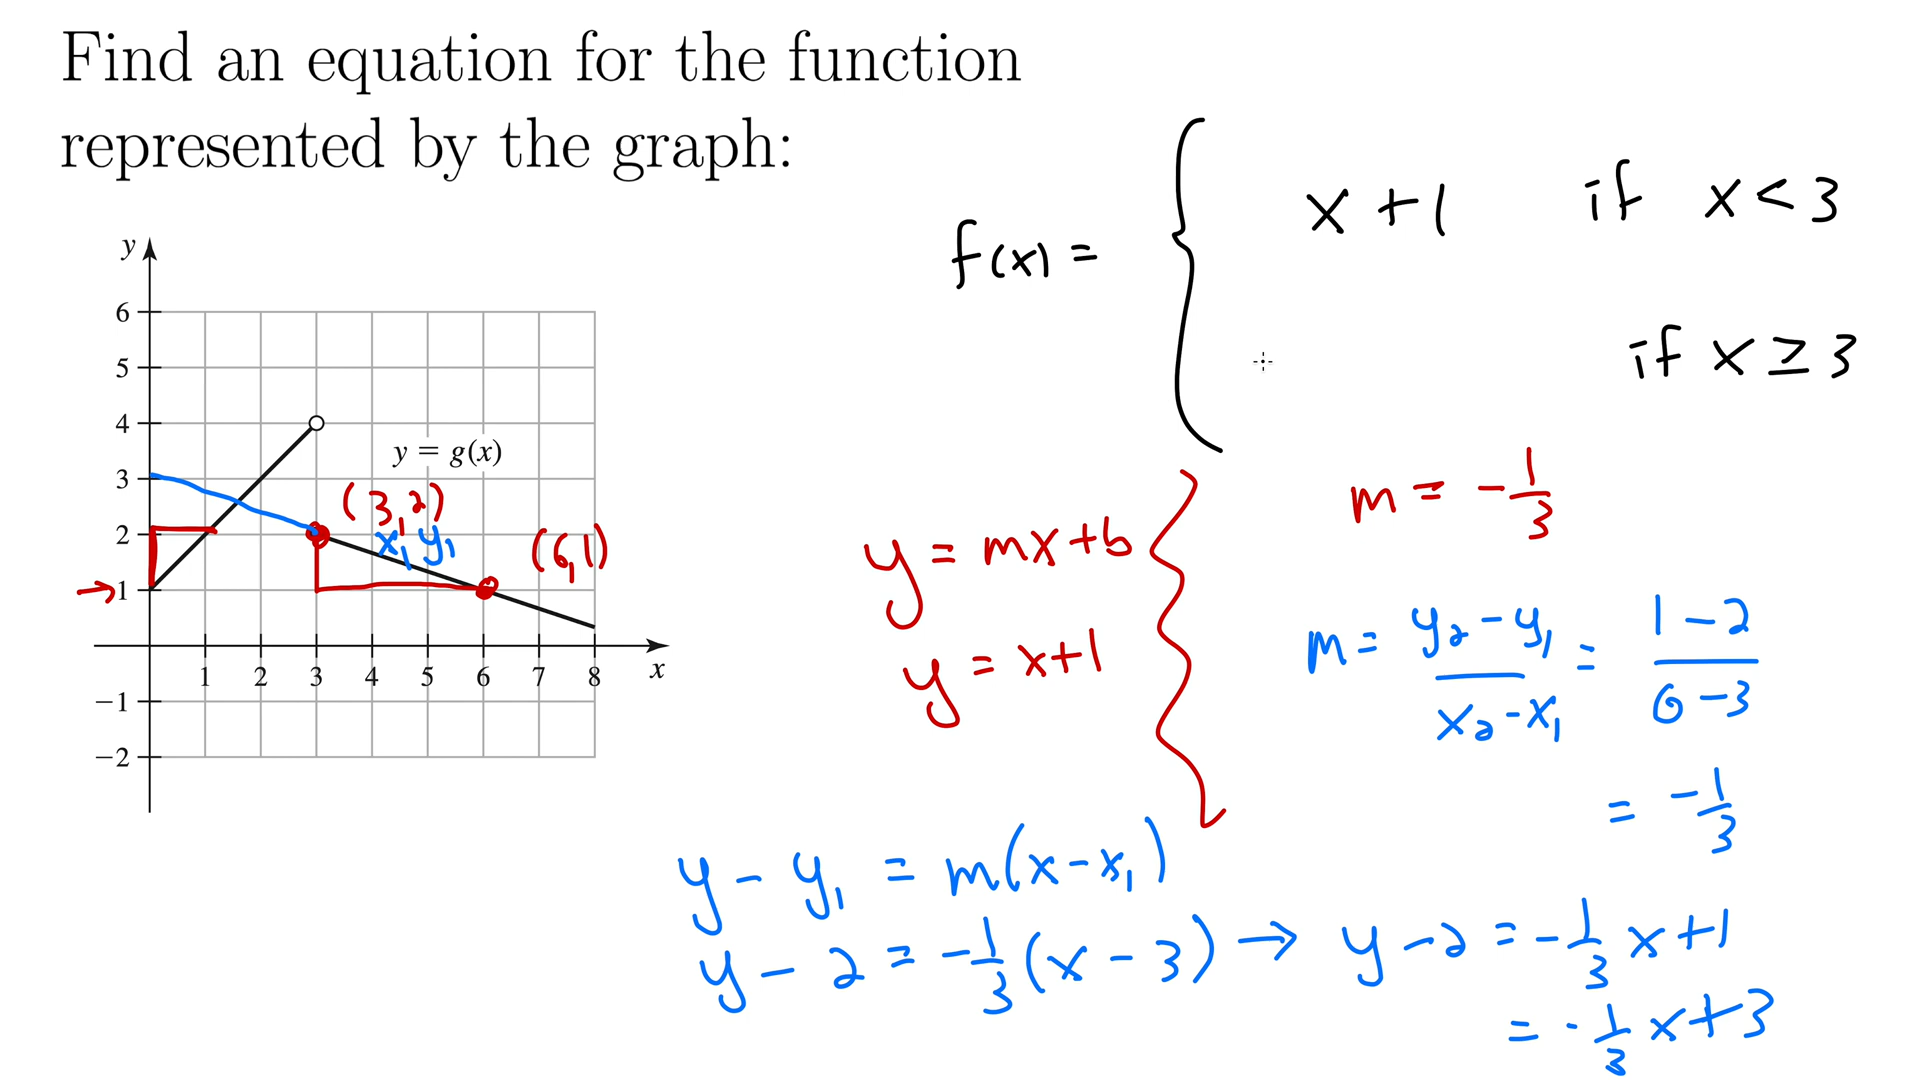 Find an equation for the function
represented by the graph:
f(x) = {
x + 1 if x < 3
if x ≥ 3
y
6
5
4
3
2
1
−1
−2
1 2 3 4 5 6 7 8 x
y = g(x)
(3,2)
x₁ y₁
(6,1)
→
y = mx+b
y = x+1
m = -1/3
m = (y₂ - y₁)/(x₂ - x₁) = (1 - 2)/(6 - 3)
= -1/3
y - y₁ = m(x - x₁)
y - 2 = -1/3(x - 3) → y - 2 = -1/3 x + 1
= -1/3 x + 3